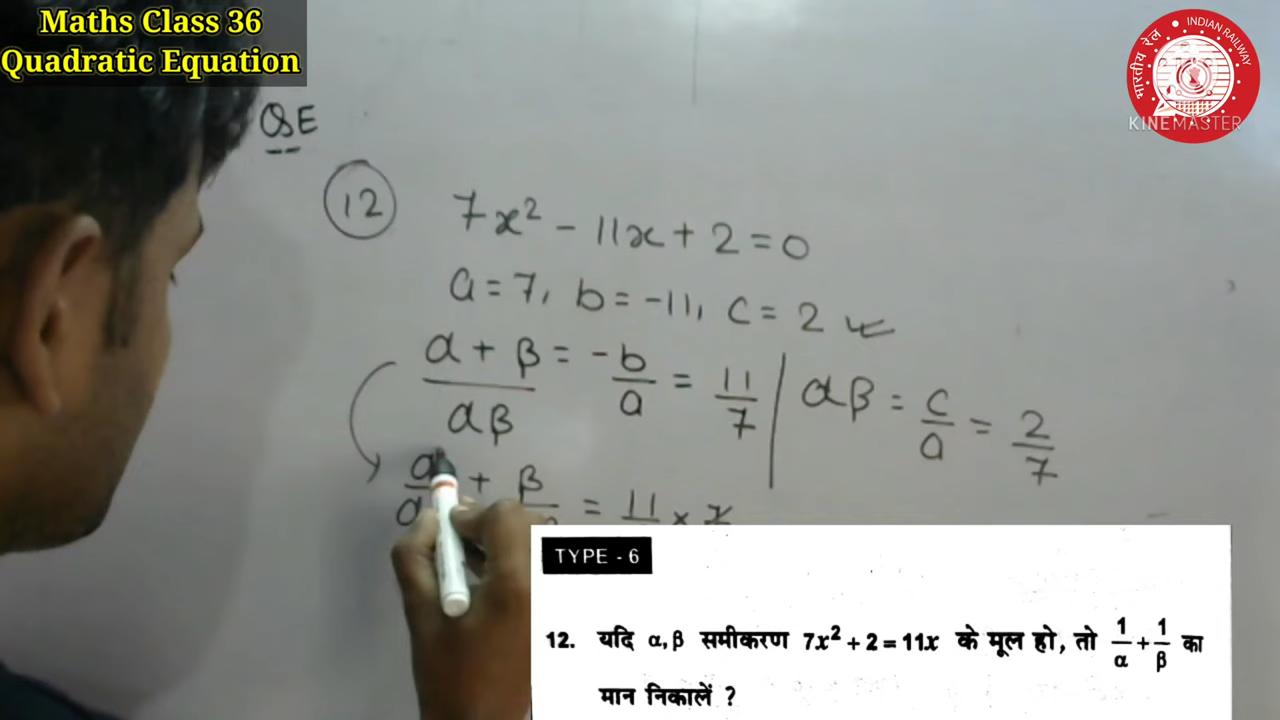 Maths Class 36
Quadratic Equation
भारतीय रेल INDIAN RAILWAY
KINEMASTER
QE
12 7x² - 11x + 2 = 0
a = 7, b = -11, c = 2
α + β = -b/a = 11/7 | αβ = c/a = 2/7
αβ
+ β = 11 × 7
TYPE - 6
12. यदि α, β समीकरण 7x² + 2 = 11x के मूल हो, तो 1/α + 1/β का
मान निकालें ?